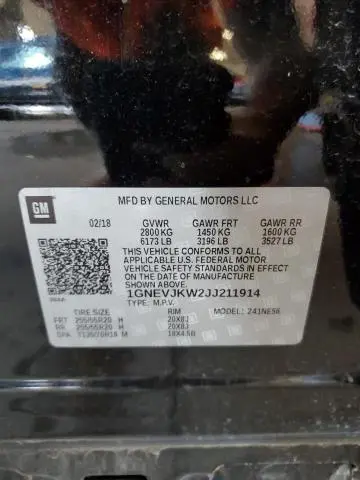 GM
MFD BY GENERAL MOTORS LLC
02/18 GVWR GAWR FRT GAWR RR
2800 KG 1450 KG 1600 KG
6173 LB 3196 LB 3527 LB
THIS VEHICLE CONFORMS TO ALL
APPLICABLE U.S. FEDERAL MOTOR
VEHICLE SAFETY STANDARDS IN EFFECT
ON THE DATE OF MANUFACTURE
SHOWN ABOVE.
1GNEVJKW2JJ211914
TYPE: M.P.V.
TIRE SIZE RIM MODEL: 241NE56
FRT 255/55R20 H 20X8J
RR 255/55R20 H 20X8J
SPA T135/70R18 M 18X4.5B